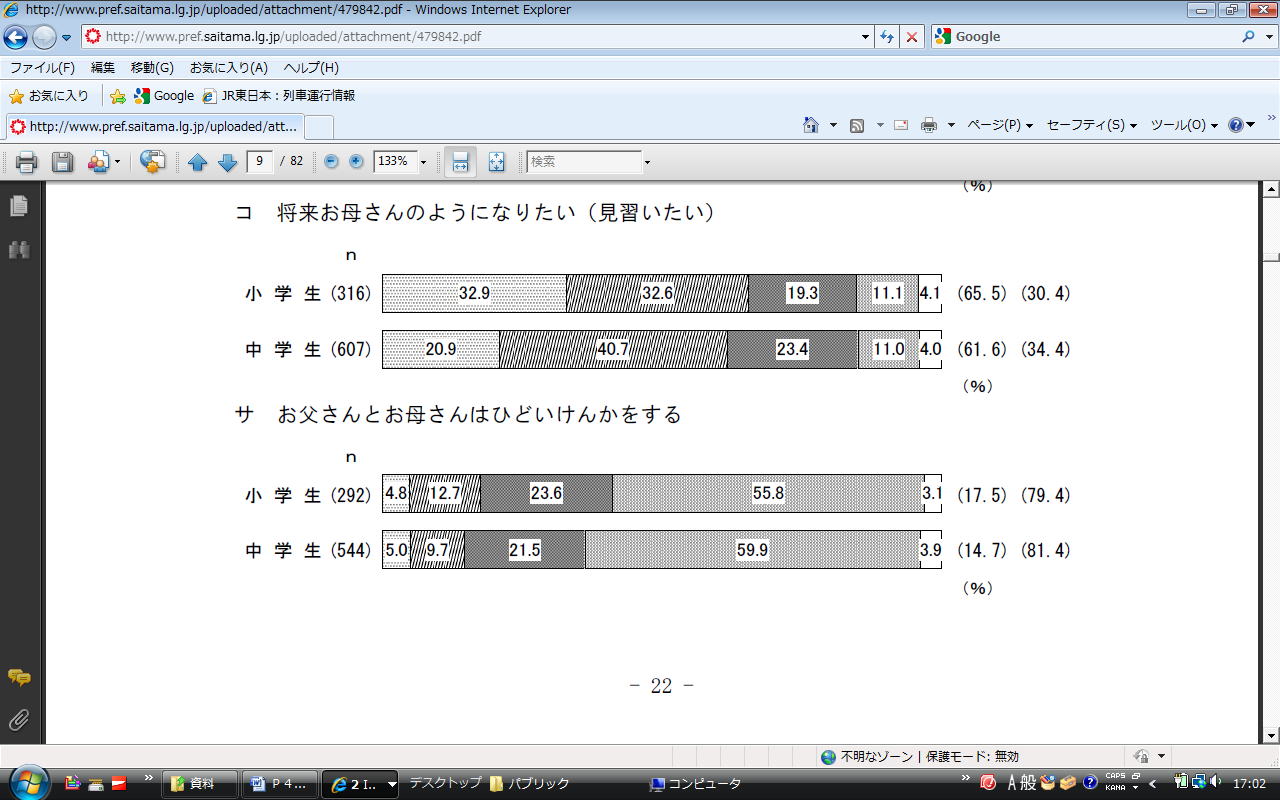 http://www.pref.saitama.lg.jp/uploaded/attachment/479842.pdf - Windows Internet Explorer
http://www.pref.saitama.lg.jp/uploaded/attachment/479842.pdf
Google
ファイル(F) 編集 移動(G) お気に入り(A) ヘルプ(H)
お気に入り Google JR東日本：列車運行情報
http://www.pref.saitama.lg.jp/uploaded/att... ページ(P) セーフティ(S) ツール(O)
9 / 82 133% 検索
(%)
コ 将来お母さんのようになりたい（見習いたい）
n
小学生(316) 32.9 32.6 19.3 11.1 4.1 (65.5) (30.4)
中学生(607) 20.9 40.7 23.4 11.0 4.0 (61.6) (34.4)
(%)
サ お父さんとお母さんはひどいけんかをする
n
小学生(292) 4.8 12.7 23.6 55.8 3.1 (17.5) (79.4)
中学生(544) 5.0 9.7 21.5 59.9 3.9 (14.7) (81.4)
(%)
- 22 -
不明なゾーン | 保護モード: 無効
資料 P 4... 2 I... デスクトップ パブリック コンピュータ A 般 CAPS KANA 17:02